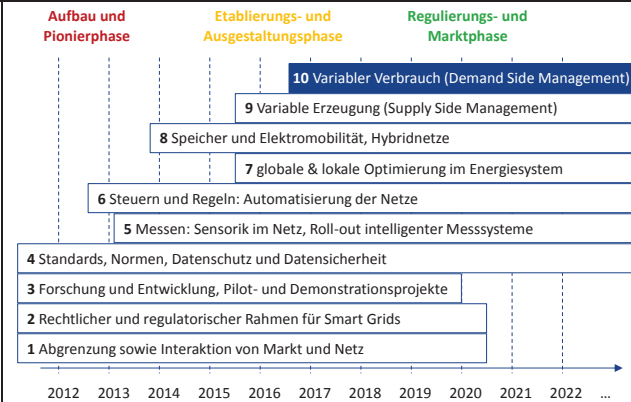 Aufbau und
Pionierphase
Etablierungs- und
Ausgestaltungsphase
Regulierungs- und
Marktphase
10 Variabler Verbrauch (Demand Side Management)
9 Variable Erzeugung (Supply Side Management)
8 Speicher und Elektromobilität, Hybridnetze
7 globale & lokale Optimierung im Energiesystem
6 Steuern und Regeln: Automatisierung der Netze
5 Messen: Sensorik im Netz, Roll-out intelligenter Messsysteme
4 Standards, Normen, Datenschutz und Datensicherheit
3 Forschung und Entwicklung, Pilot- und Demonstrationsprojekte
2 Rechtlicher und regulatorischer Rahmen für Smart Grids
1 Abgrenzung sowie Interaktion von Markt und Netz
2012 2013 2014 2015 2016 2017 2018 2019 2020 2021 2022 ...